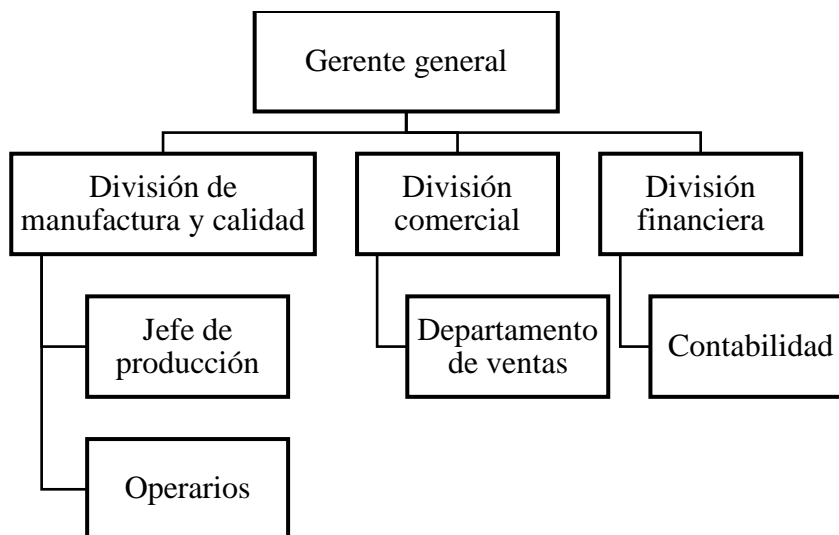 Gerente general
División de
manufactura y calidad
División
comercial
División
financiera
Jefe de
producción
Departamento
de ventas
Contabilidad
Operarios